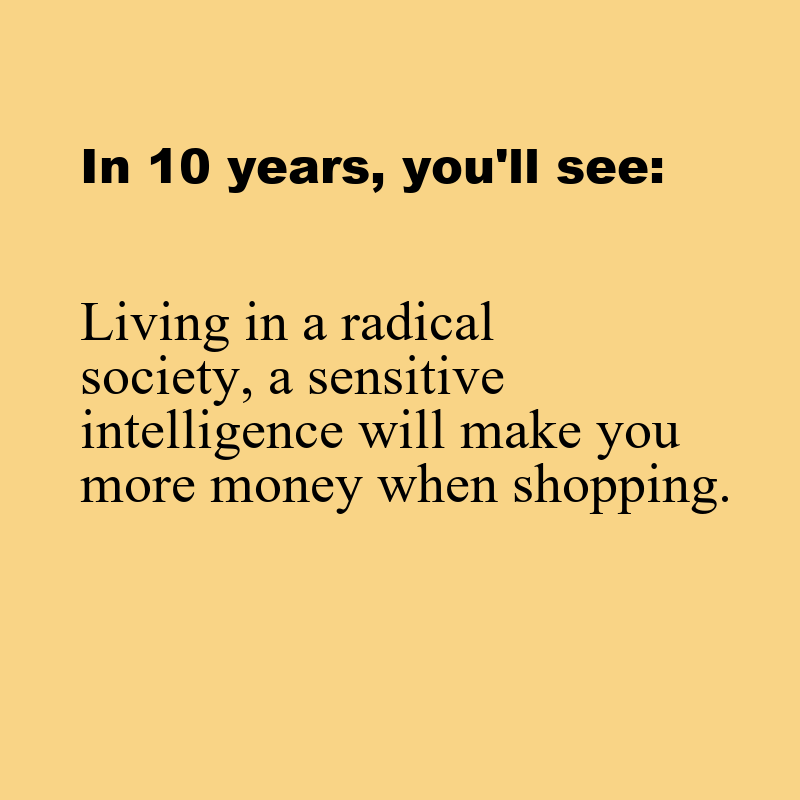 In 10 years, you'll see:
Living in a radical
society, a sensitive
intelligence will make you
more money when shopping.